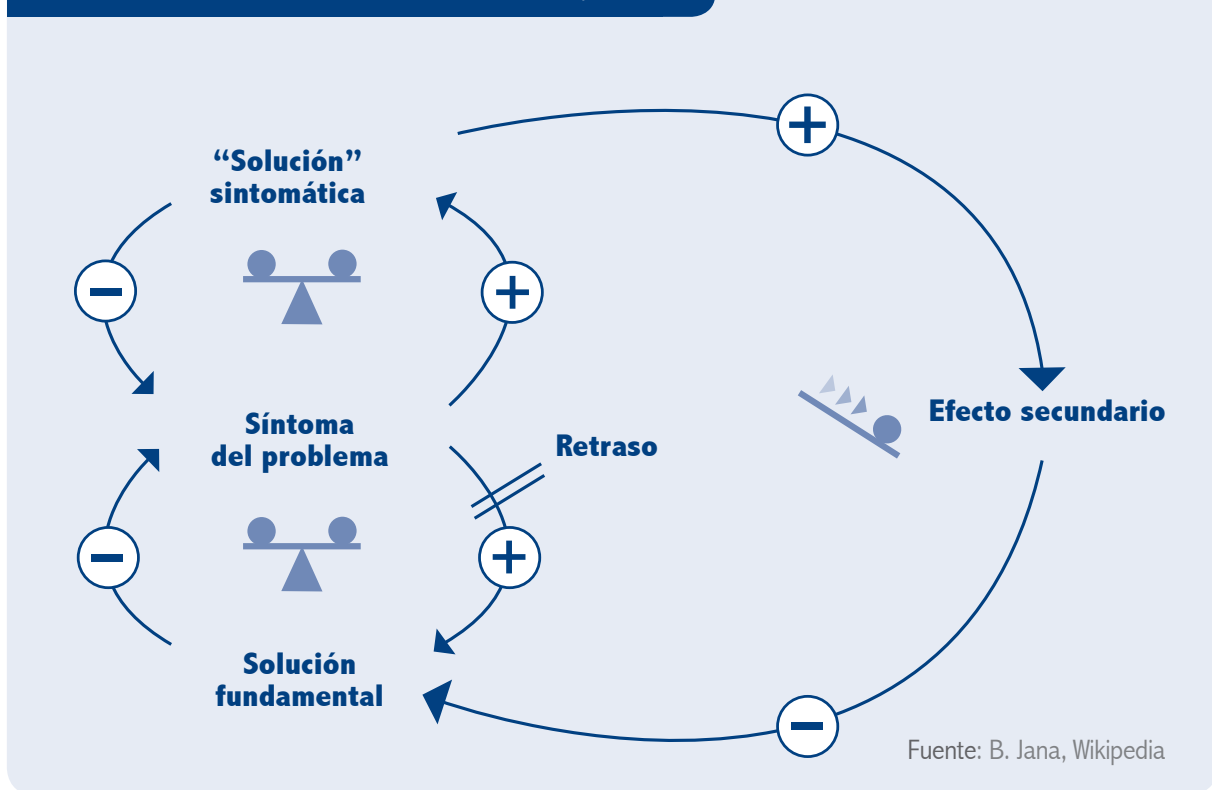 “Solución”
sintomática
Síntoma
del problema
Retraso
Efecto secundario
Solución
fundamental
Fuente: B. Jana, Wikipedia